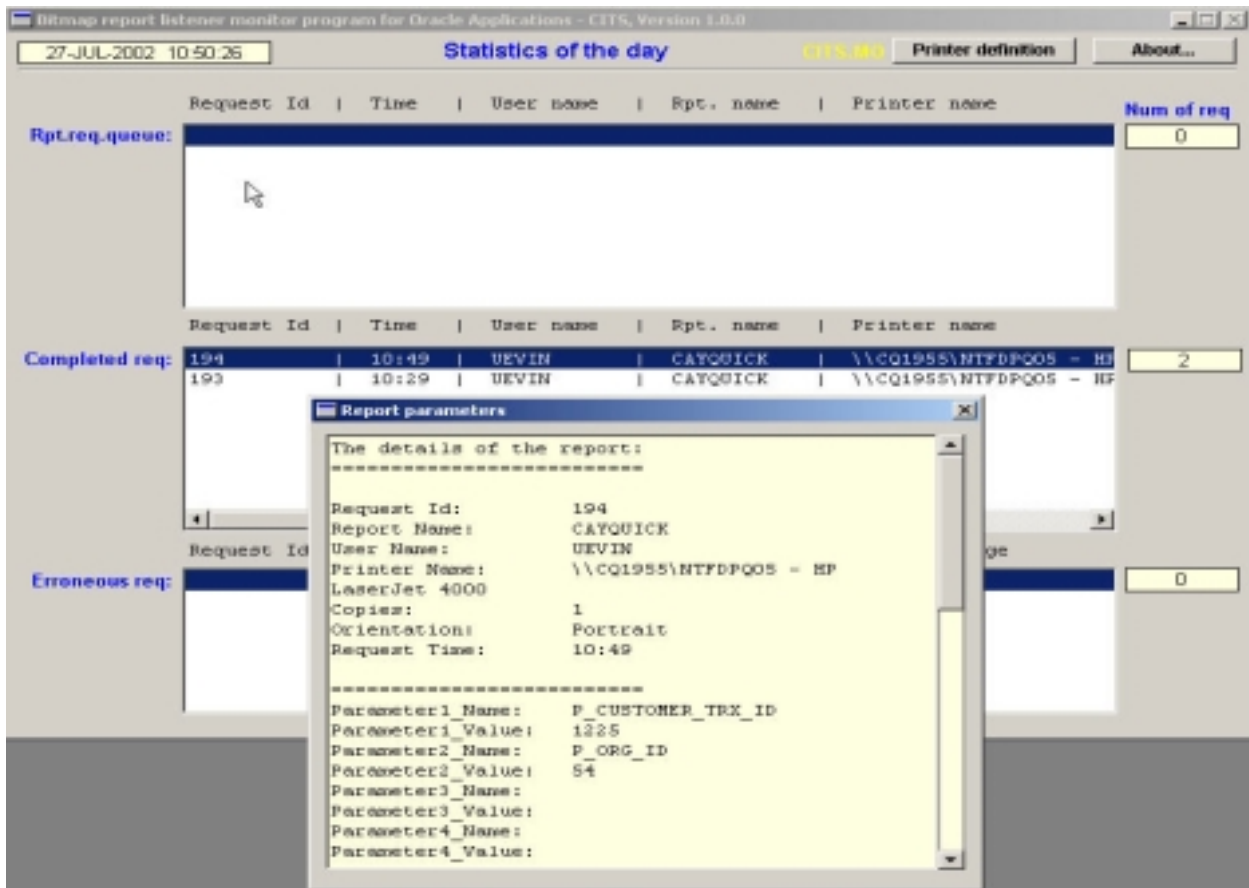 Bitmap report listener monitor program for Oracle Applications - CITS, Version 1.0.0
27-JUL-2002 10:50:26 Statistics of the day CITS.MO Printer definition About...
Request Id | Time | User name | Rpt. name | Printer name
Num of req
Rpt.req.queue: 0
Request Id | Time | User name | Rpt. name | Printer name
Completed req: 194 | 10:49 | UEVIN | CAYQUICK | \\CQ1955\NTFDPQ05 - HP 2
193 | 10:29 | UEVIN | CAYQUICK | \\CQ1955\NTFDPQ05 - HP
Report parameters
The details of the report:
==========================
Request Id: 194
Report Name: CAYQUICK
User Name: UEVIN
Printer Name: \\CQ1955\NTFDPQ05 - HP
LaserJet 4000
Copies: 1
Orientation: Portrait
Request Time: 10:49
==========================
Parameter1_Name: P_CUSTOMER_TRX_ID
Parameter1_Value: 1225
Parameter2_Name: P_ORG_ID
Parameter2_Value: 54
Parameter3_Name:
Parameter3_Value:
Parameter4_Name:
Parameter4_Value:
Request Id ge
Erroneous req: 0